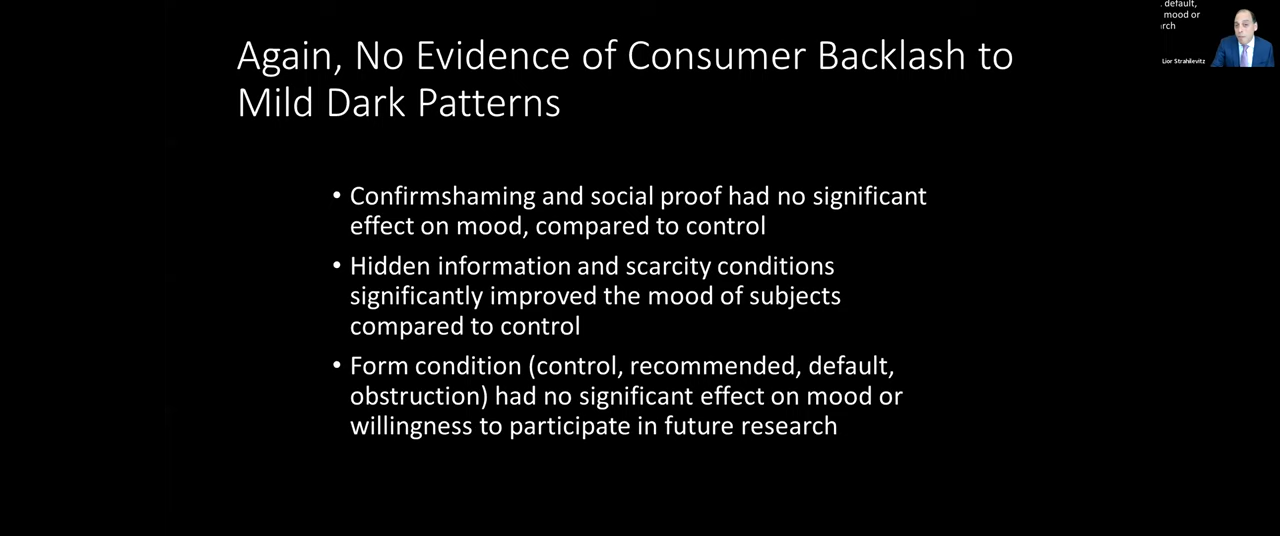 Again, No Evidence of Consumer Backlash to
Mild Dark Patterns
• Confirmshaming and social proof had no significant
effect on mood, compared to control
• Hidden information and scarcity conditions
significantly improved the mood of subjects
compared to control
• Form condition (control, recommended, default,
obstruction) had no significant effect on mood or
willingness to participate in future research
, default,
mood or
rch
Lior Strahilevitz